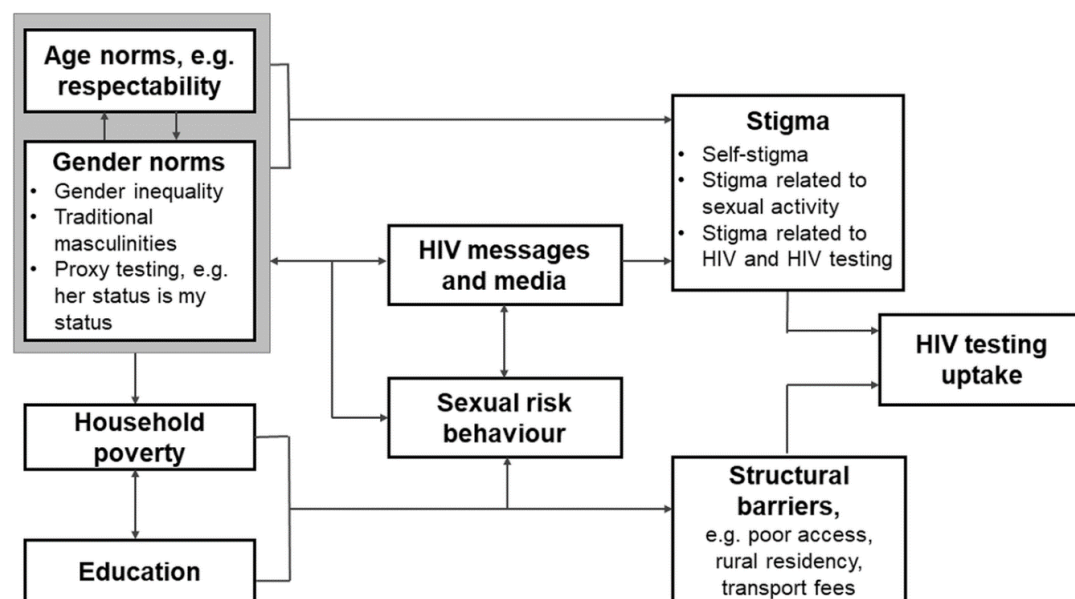 Age norms, e.g.
respectability
Gender norms
• Gender inequality
• Traditional
masculinities
• Proxy testing, e.g.
her status is my
status
Household
poverty
Education
HIV messages
and media
Sexual risk
behaviour
Stigma
• Self-stigma
• Stigma related to
sexual activity
• Stigma related to
HIV and HIV testing
Structural
barriers,
e.g. poor access,
rural residency,
transport fees
HIV testing
uptake